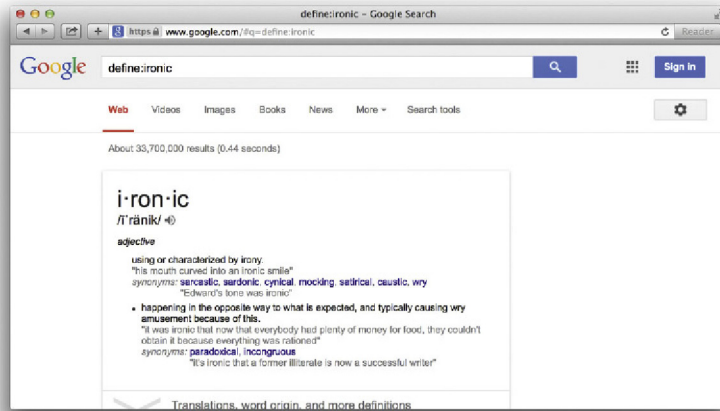 define:ironic - Google Search
https www.google.com/#q=define:ironic
Reader
Google define:ironic Sign in
Web Videos Images Books News More Search tools
About 33,700,000 results (0.44 seconds)
i·ron·ic
/īˈränik/
adjective
using or characterized by irony.
"his mouth curved into an ironic smile"
synonyms: sarcastic, sardonic, cynical, mocking, satirical, caustic, wry
"Edward's tone was ironic"
• happening in the opposite way to what is expected, and typically causing wry
amusement because of this.
"it was ironic that now that everybody had plenty of money for food, they couldn't
obtain it because everything was rationed"
synonyms: paradoxical, incongruous
"it's ironic that a former illiterate is now a successful writer"
Translations, word origin, and more definitions